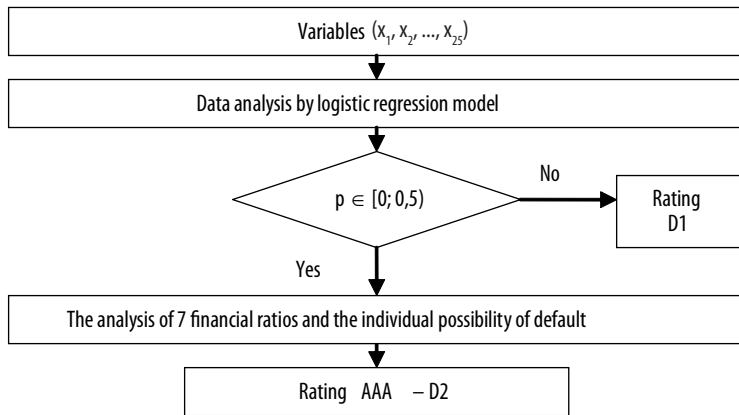 Variables (x₁, x₂, ..., x₂₅)
Data analysis by logistic regression model
p ∈ [0; 0,5)
No
Rating
D1
Yes
The analysis of 7 financial ratios and the individual possibility of default
Rating AAA – D2